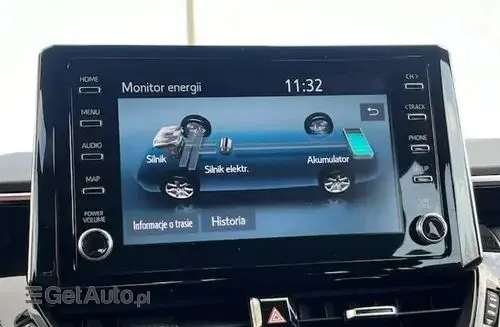 HOME
MENU
AUDIO
MAP
POWER
VOLUME
Monitor energii
11:32
Silnik
Silnik elektr.
Akumulator
Informacje o trasie
Historia
CH >
< TRACK
PHONE
SETUP
GetAuto.pl